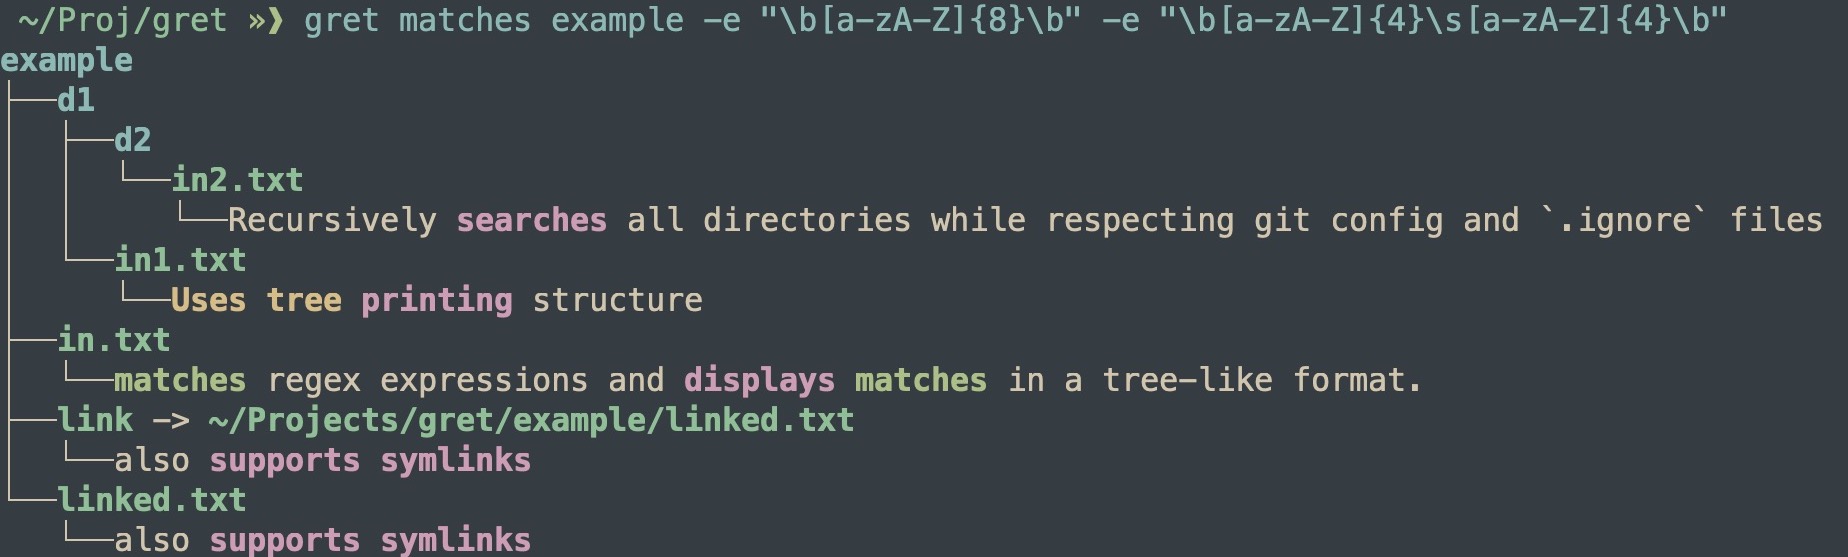 ~/Proj/gret »❯ gret matches example -e "\b[a-zA-Z]{8}\b" -e "\b[a-zA-Z]{4}\s[a-zA-Z]{4}\b"
example
├──d1
│  ├──d2
│  │  └──in2.txt
│  │     └──Recursively searches all directories while respecting git config and `.ignore` files
│  └──in1.txt
│     └──Uses tree printing structure
├──in.txt
│  └──matches regex expressions and displays matches in a tree-like format.
├──link -> ~/Projects/gret/example/linked.txt
│  └──also supports symlinks
└──linked.txt
   └──also supports symlinks